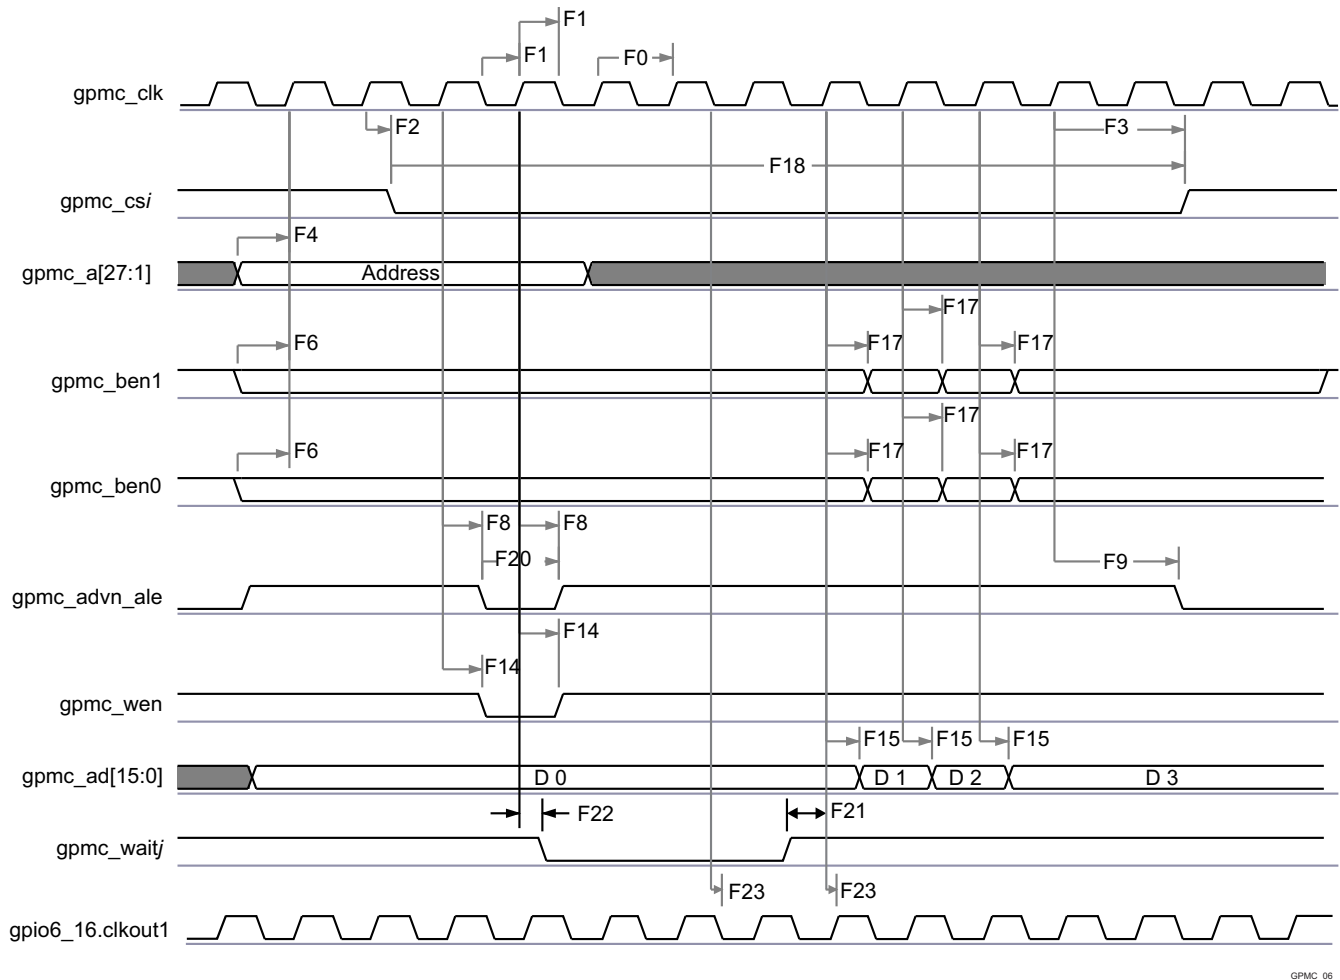 F1
F1
F0
gpmc_clk
F2
F3
F18
gpmc_csi
F4
gpmc_a[27:1]
Address
F17
F6
F17
F17
gpmc_ben1
F17
F6
F17
F17
gpmc_ben0
F8
F8
F20
F9
gpmc_advn_ale
F14
F14
gpmc_wen
F15
F15
F15
gpmc_ad[15:0]
D 0
D 1
D 2
D 3
F22
F21
gpmc_waitj
F23
F23
gpio6_16.clkout1
GPMC_06